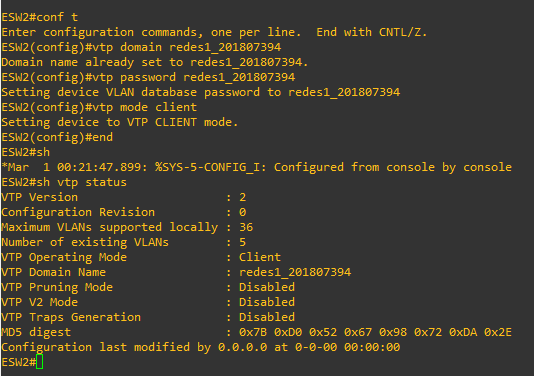 ESW2#conf t
Enter configuration commands, one per line.  End with CNTL/Z.
ESW2(config)#vtp domain redes1_201807394
Domain name already set to redes1_201807394.
ESW2(config)#vtp password redes1_201807394
Setting device VLAN database password to redes1_201807394
ESW2(config)#vtp mode client
Setting device to VTP CLIENT mode.
ESW2(config)#end
ESW2#sh
*Mar  1 00:21:47.899: %SYS-5-CONFIG_I: Configured from console by console
ESW2#sh vtp status
VTP Version                     : 2
Configuration Revision          : 0
Maximum VLANs supported locally : 36
Number of existing VLANs        : 5
VTP Operating Mode              : Client
VTP Domain Name                 : redes1_201807394
VTP Pruning Mode                : Disabled
VTP V2 Mode                     : Disabled
VTP Traps Generation            : Disabled
MD5 digest                      : 0x7B 0xD0 0x52 0x67 0x98 0x72 0xDA 0x2E
Configuration last modified by 0.0.0.0 at 0-0-00 00:00:00
ESW2#